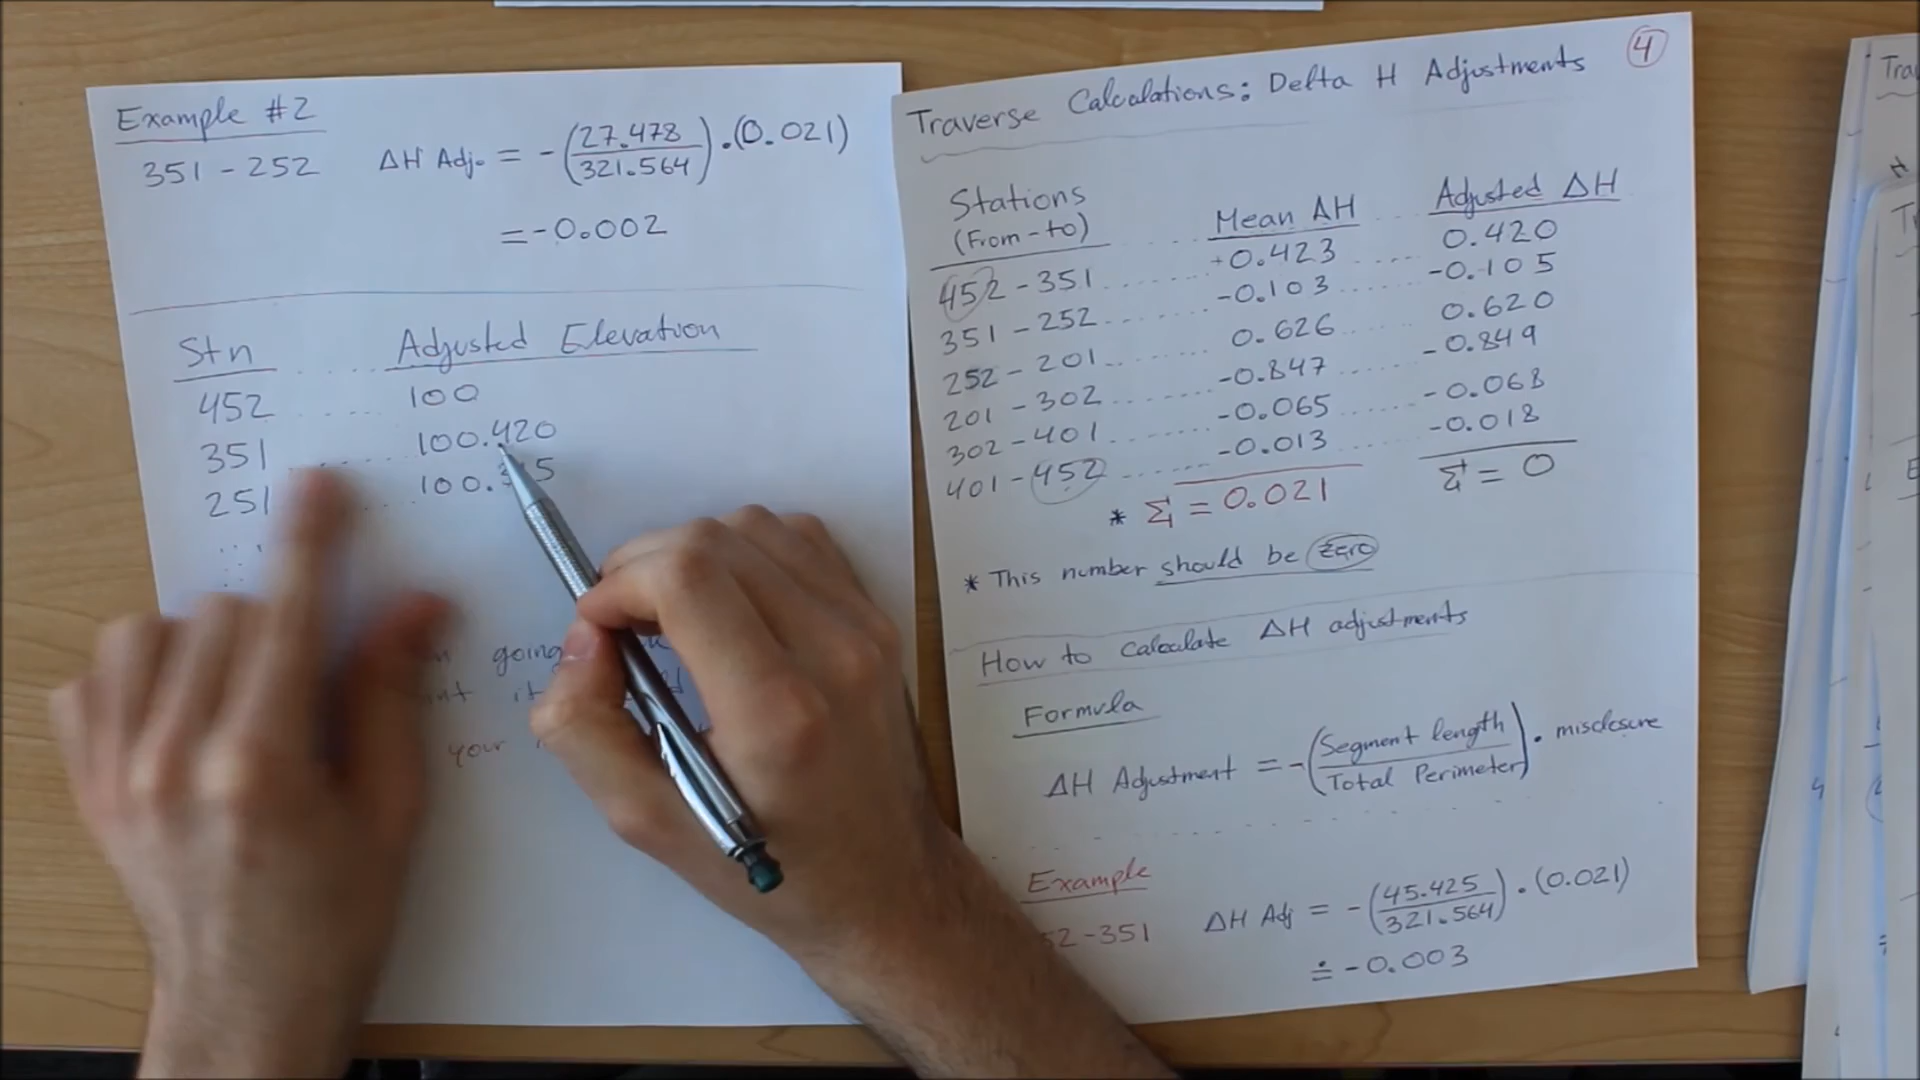 Example #2
351 - 252 ΔH Adj. = -(27.478/321.564).(0.021)
= -0.002
Stn ..... Adjusted Elevation
452 ..... 100
351 ..... 100.420
251 ..... 100.5
going
it
your
4
Traverse Calculations: Delta H Adjustments
Stations (From-to) ..... Mean ΔH ..... Adjusted ΔH
452 - 351 ..... +0.423 ..... 0.420
351 - 252 ..... -0.103 ..... -0.105
252 - 201 ..... 0.626 ..... 0.620
201 - 302 ..... -0.847 ..... -0.849
302 - 401 ..... -0.065 ..... -0.068
401 - 452 ..... -0.013 ..... -0.018
* Σ = 0.021 Σ = 0
* This number should be zero
How to calculate ΔH adjustments
Formula
ΔH Adjustment = -(Segment length/Total Perimeter). misclosure
Example
52-351 ΔH Adj = -(45.425/321.564).(0.021)
≐ -0.003
Tra